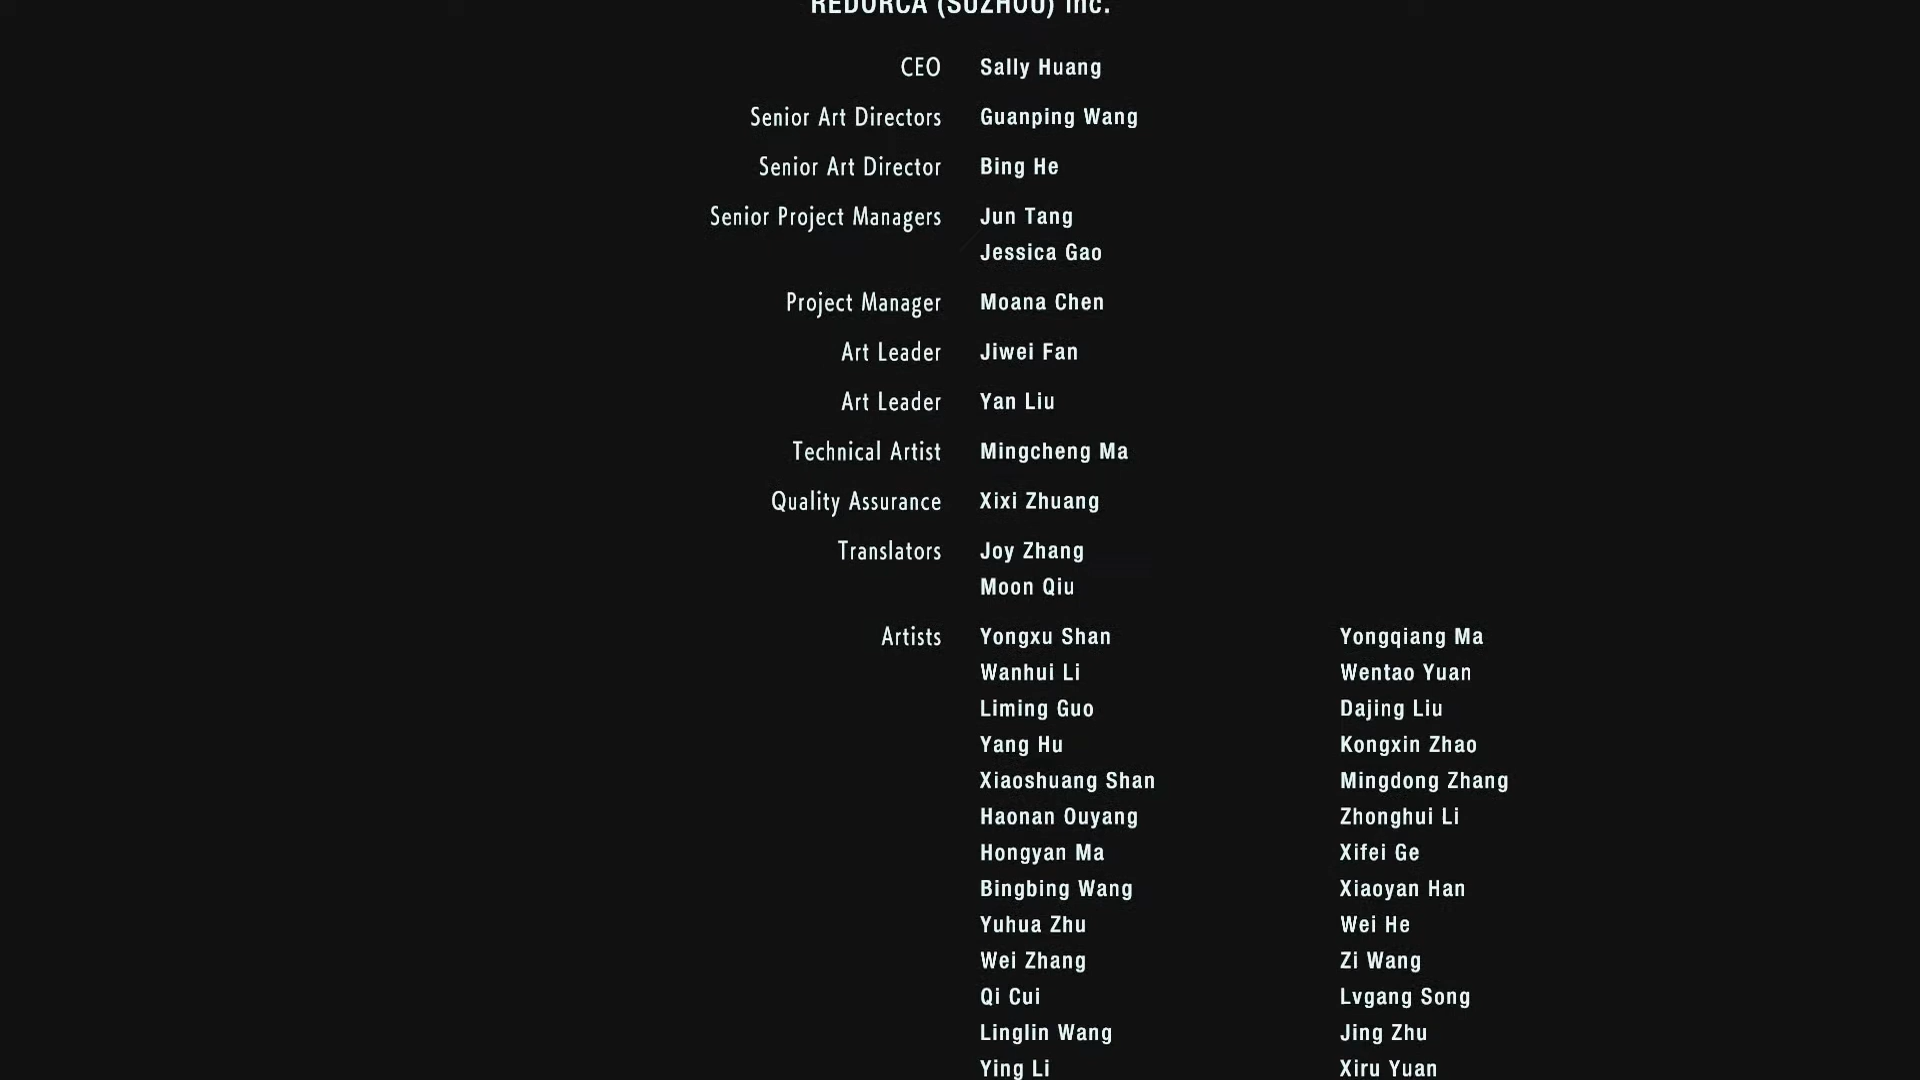 REDORCA (SUZHOU) Inc.
CEO Sally Huang
Senior Art Directors Guanping Wang
Senior Art Director Bing He
Senior Project Managers Jun Tang
Jessica Gao
Project Manager Moana Chen
Art Leader Jiwei Fan
Art Leader Yan Liu
Technical Artist Mingcheng Ma
Quality Assurance Xixi Zhuang
Translators Joy Zhang
Moon Qiu
Artists Yongxu Shan Yongqiang Ma
Wanhui Li Wentao Yuan
Liming Guo Dajing Liu
Yang Hu Kongxin Zhao
Xiaoshuang Shan Mingdong Zhang
Haonan Ouyang Zhonghui Li
Hongyan Ma Xifei Ge
Bingbing Wang Xiaoyan Han
Yuhua Zhu Wei He
Wei Zhang Zi Wang
Qi Cui Lvgang Song
Linglin Wang Jing Zhu
Ying Li Xiru Yuan